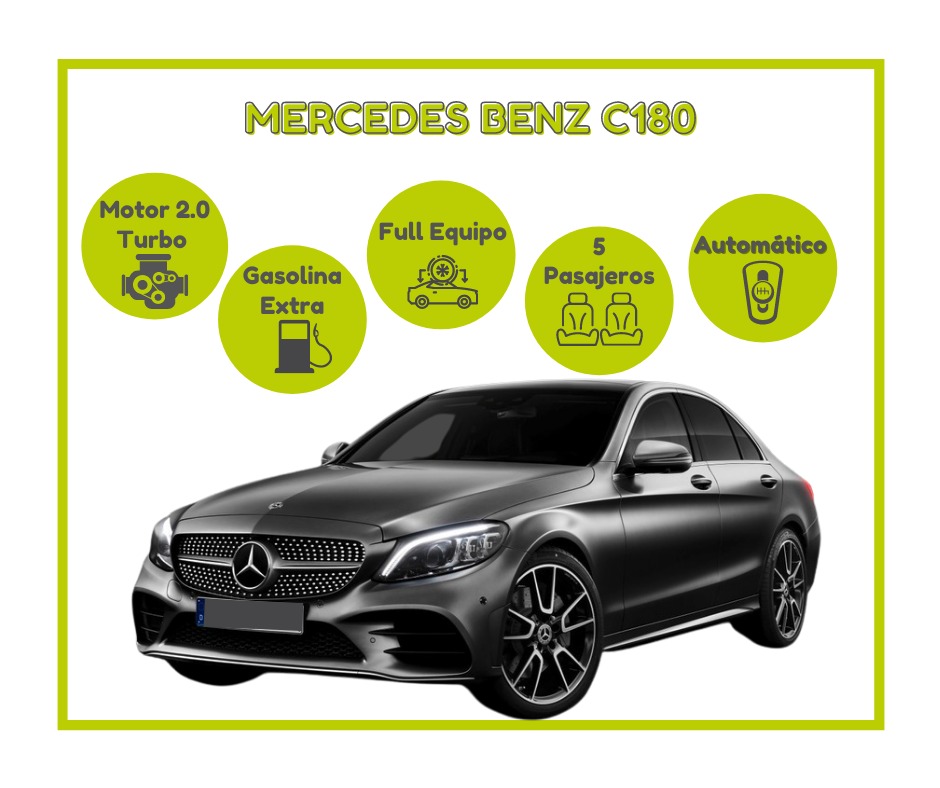 MERCEDES BENZ C180
Motor 2.0
Turbo
Gasolina
Extra
Full Equipo
5
Pasajeros
Automático